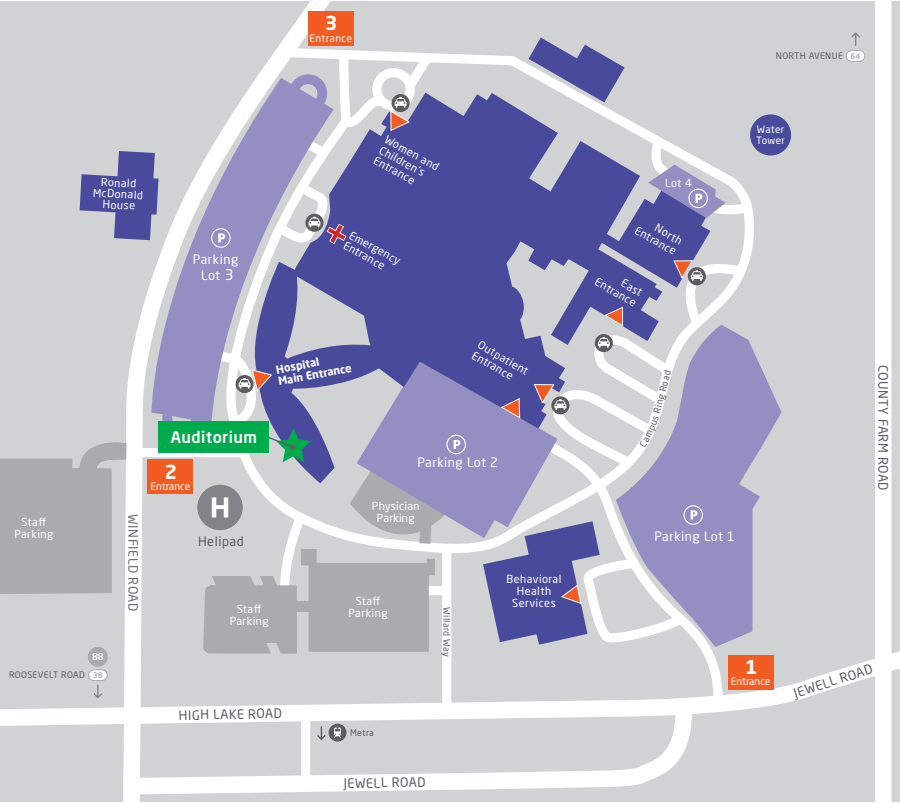 3
Entrance
NORTH AVENUE 64
Water
Tower
Women and
Children's
Entrance
Ronald
McDonald
House
Lot 4
P
North
Entrance
P
Parking
Lot 3
Emergency
Entrance
East
Entrance
Outpatient
Entrance
Hospital
Main Entrance
Campus Ring Road
COUNTY FARM ROAD
Auditorium
P
Parking Lot 2
2
Entrance
H
Helipad
Physician
Parking
P
Parking Lot 1
Staff
Parking
WINFIELD ROAD
Behavioral
Health
Services
Staff
Parking
Staff
Parking
Willard Way
88
ROOSEVELT ROAD 38
1
Entrance
JEWELL ROAD
HIGH LAKE ROAD
Metra
JEWELL ROAD